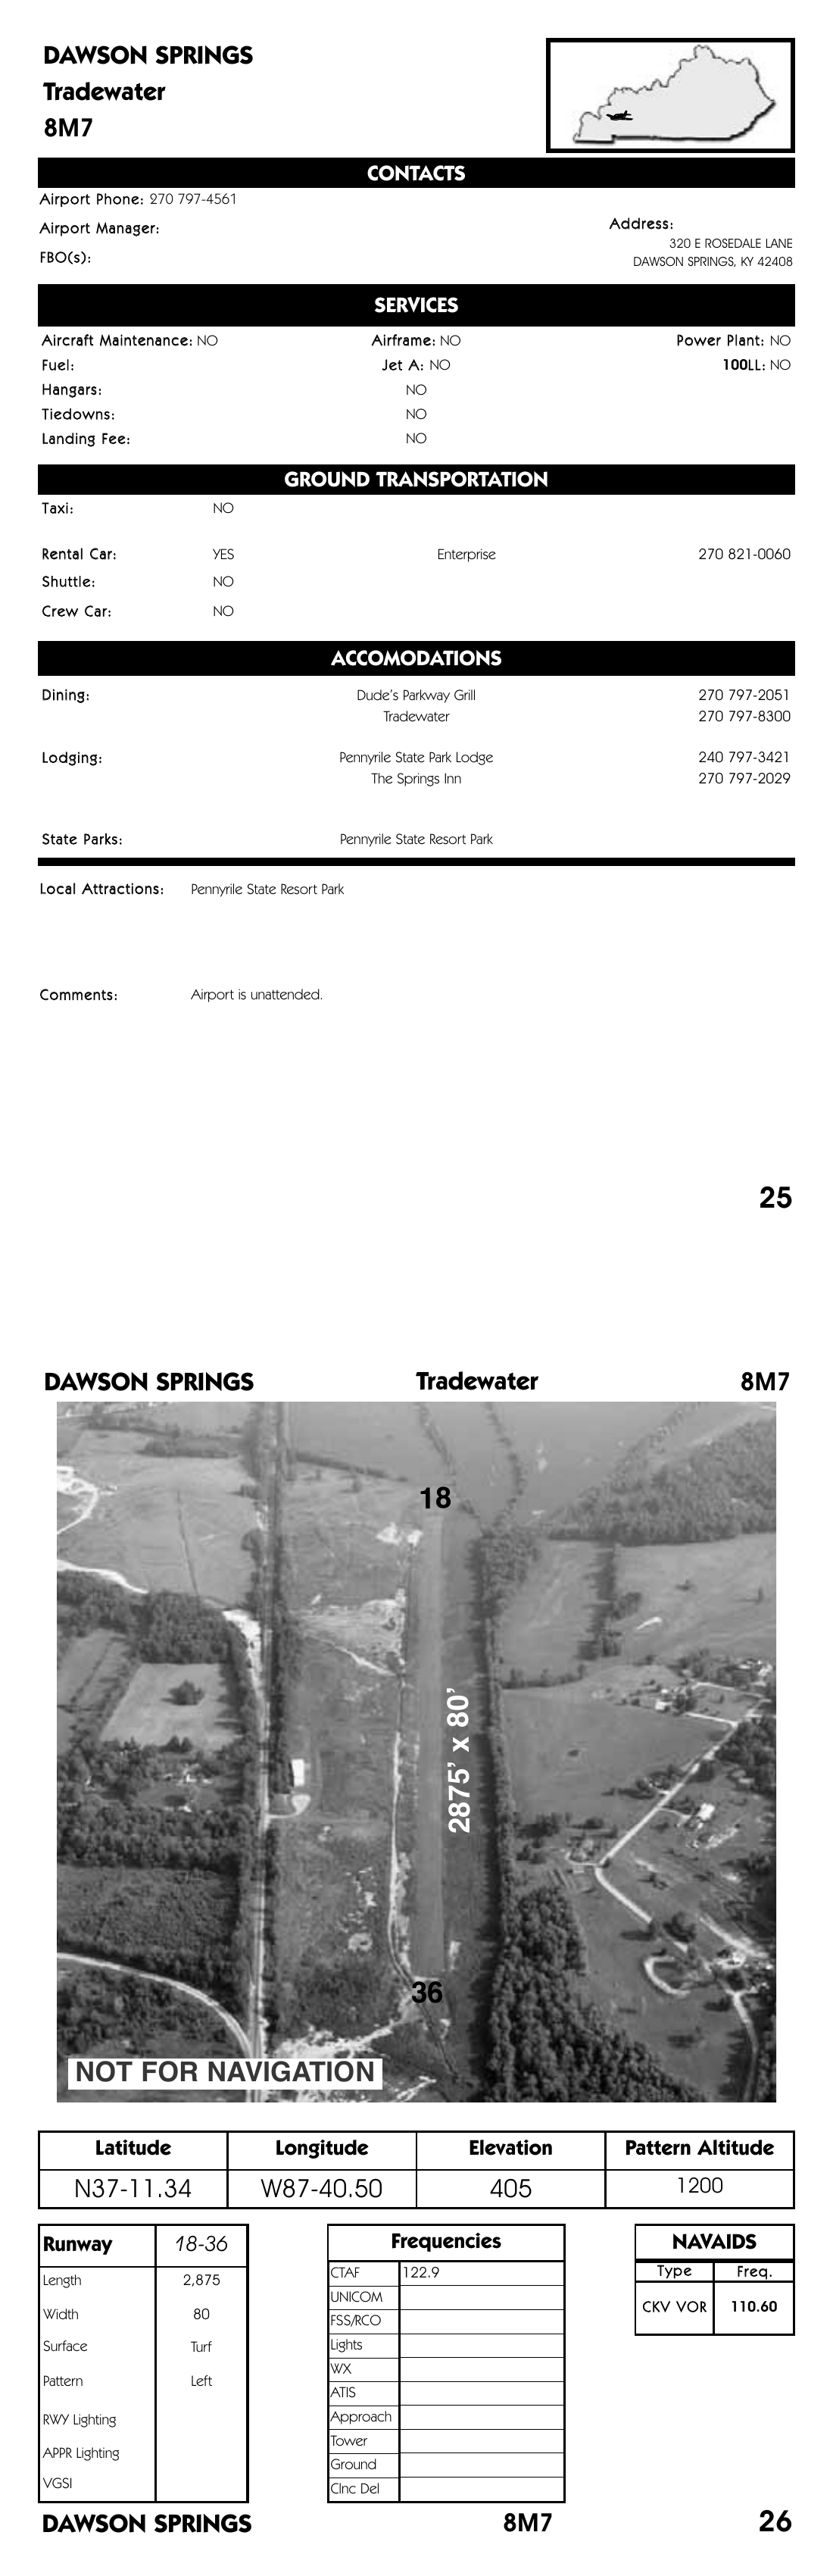 DAWSON SPRINGS
Tradewater
8M7
CONTACTS
Airport Phone: 270 797-4561
Airport Manager:
FBO(s):
Address:
320 E ROSEDALE LANE
DAWSON SPRINGS, KY 42408
SERVICES
Aircraft Maintenance: NO Airframe: NO Power Plant: NO
Fuel: Jet A: NO 100LL: NO
Hangars: NO
Tiedowns: NO
Landing Fee: NO
GROUND TRANSPORTATION
Taxi: NO
Rental Car: YES Enterprise 270 821-0060
Shuttle: NO
Crew Car: NO
ACCOMODATIONS
Dining: Dude's Parkway Grill 270 797-2051
Tradewater 270 797-8300
Lodging: Pennyrile State Park Lodge 240 797-3421
The Springs Inn 270 797-2029
State Parks: Pennyrile State Resort Park
Local Attractions: Pennyrile State Resort Park
Comments: Airport is unattended.
25
DAWSON SPRINGS Tradewater 8M7
18
2875' x 80'
36
NOT FOR NAVIGATION
Latitude Longitude Elevation Pattern Altitude
N37-11.34 W87-40.50 405 1200
Runway 18-36
Length 2,875
Width 80
Surface Turf
Pattern Left
RWY Lighting
APPR Lighting
VGSI
Frequencies
CTAF 122.9
UNICOM
FSS/RCO
Lights
WX
ATIS
Approach
Tower
Ground
Clnc Del
NAVAIDS
Type Freq.
CKV VOR 110.60
DAWSON SPRINGS 8M7 26